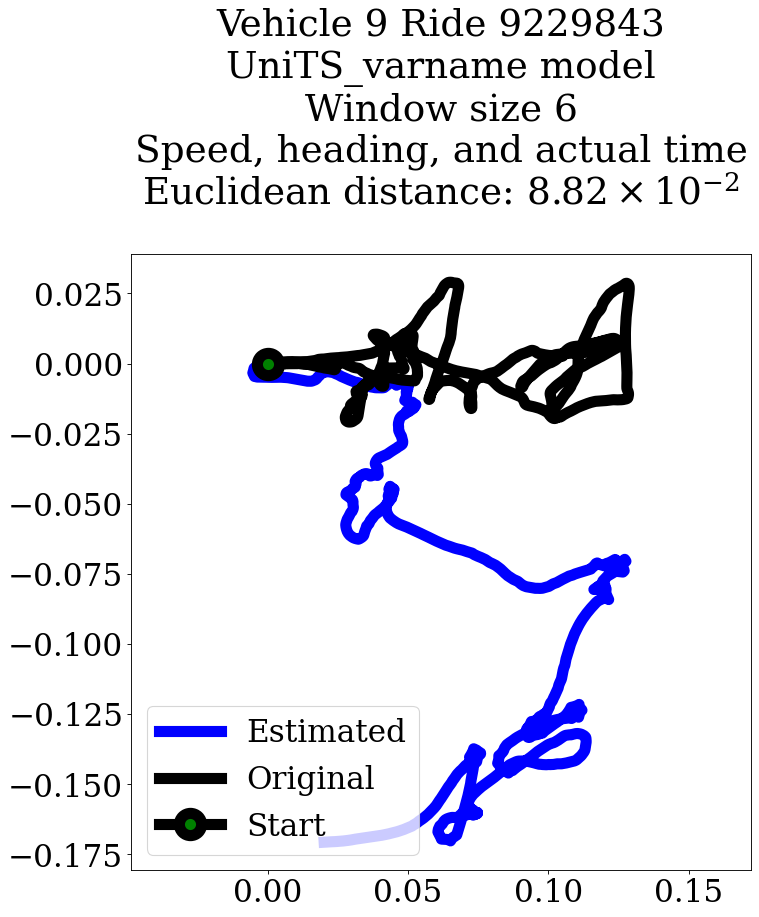 Vehicle 9 Ride 9229843
UniTS_varname model
Window size 6
Speed, heading, and actual time
Euclidean distance: 8.82 × 10⁻²
0.025
0.000
−0.025
−0.050
−0.075
−0.100
−0.125
−0.150
−0.175
Estimated
Original
Start
0.00 0.05 0.10 0.15